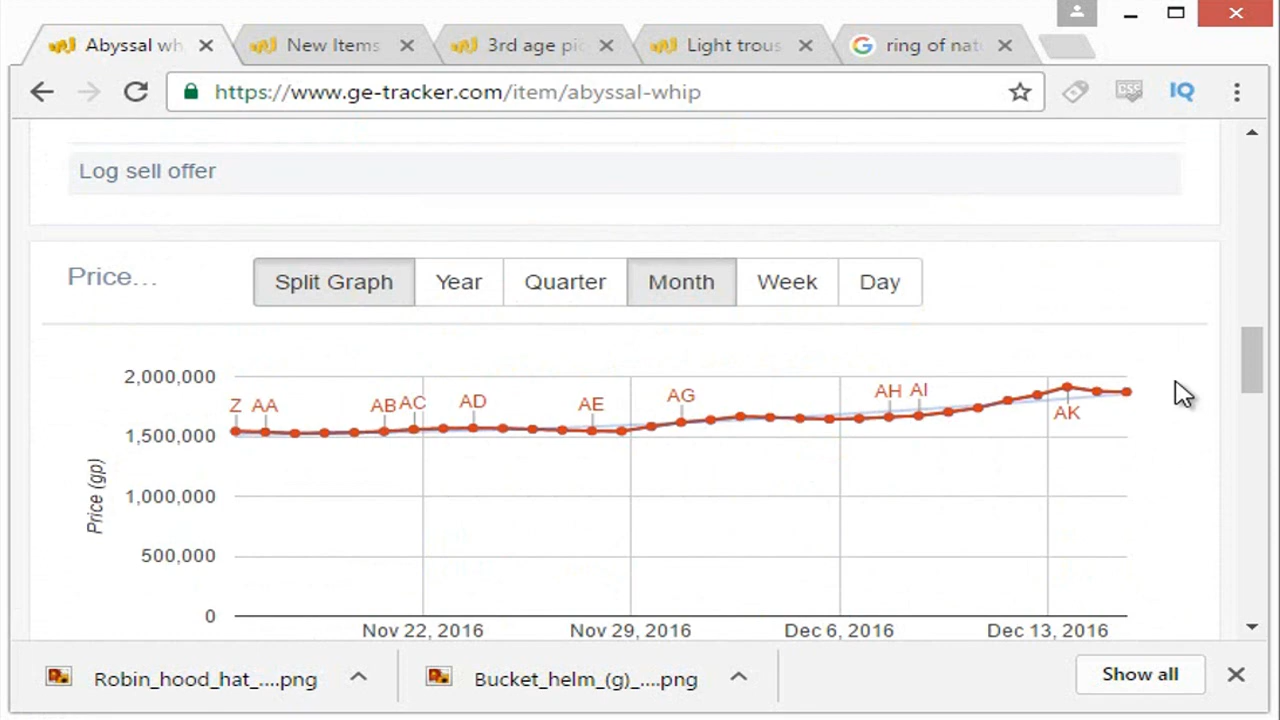 Abyssal wh
New Items
3rd age pi
Light trous
ring of nat
https://www.ge-tracker.com/item/abyssal-whip
CSS
IQ
Log sell offer
Price...
Split Graph
Year
Quarter
Month
Week
Day
2,000,000
1,500,000
1,000,000
500,000
0
Price (gp)
Z
AA
AB
AC
AD
AE
AG
AH
AI
AK
Nov 22, 2016
Nov 29, 2016
Dec 6, 2016
Dec 13, 2016
Robin_hood_hat_....png
Bucket_helm_(g)_....png
Show all